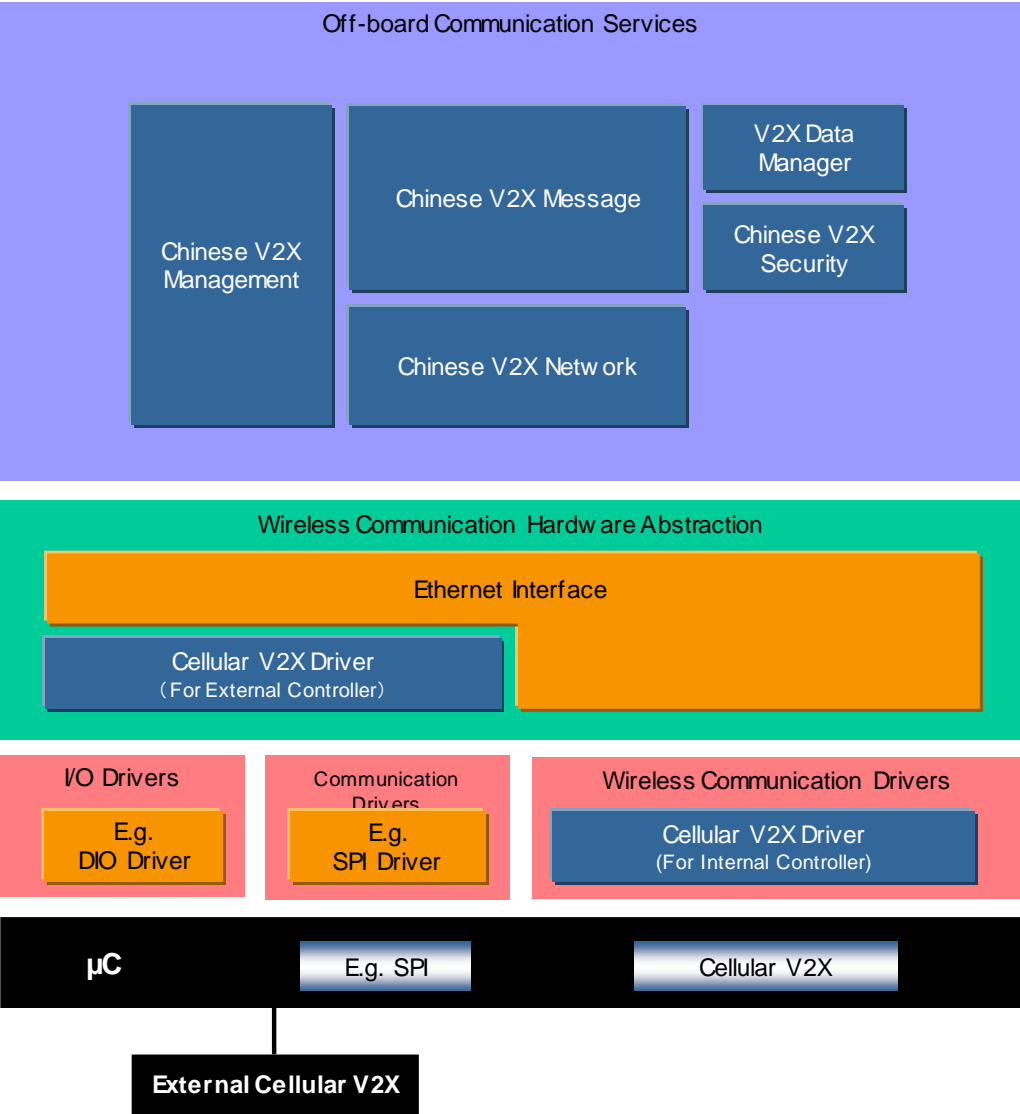 Off-board Communication Services
Chinese V2X
Management
Chinese V2X Message
V2X Data
Manager
Chinese V2X
Security
Chinese V2X Network
Wireless Communication Hardware Abstraction
Ethernet Interface
Cellular V2X Driver
（For External Controller）
I/O Drivers
E.g.
DIO Driver
Communication
Drivers
E.g.
SPI Driver
Wireless Communication Drivers
Cellular V2X Driver
(For Internal Controller)
µC
E.g. SPI
Cellular V2X
External Cellular V2X